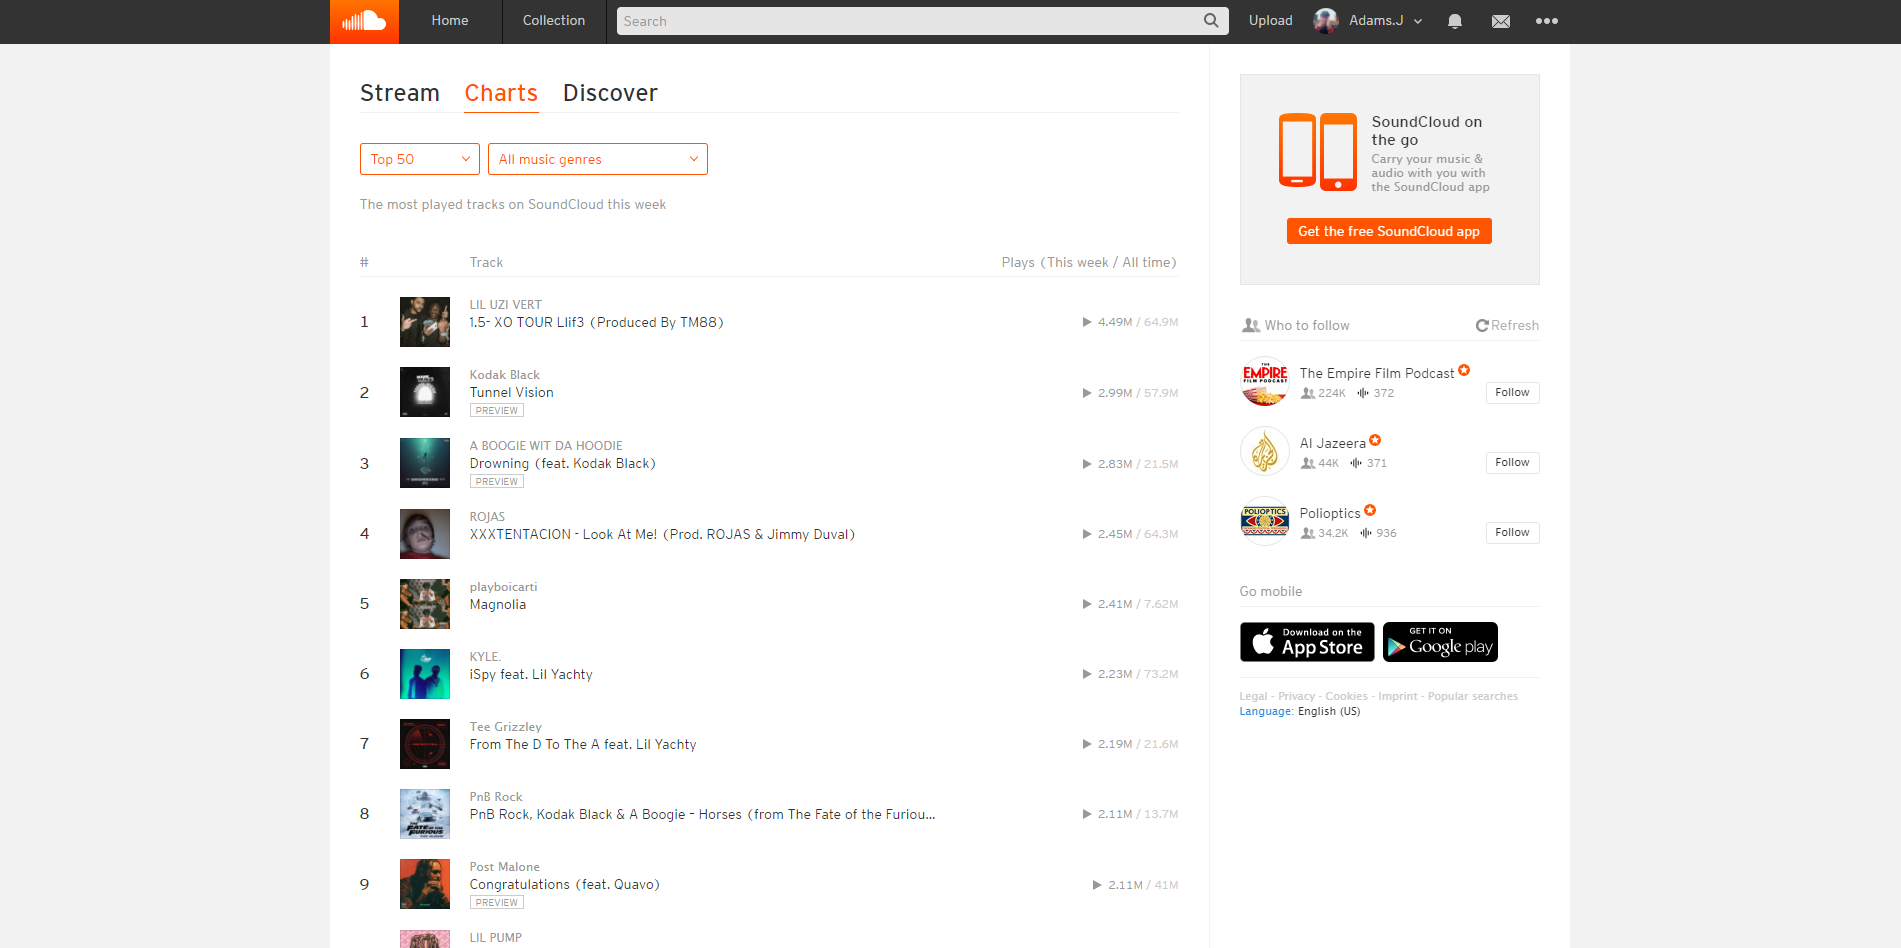 Home
Collection
Search
Upload
Adams.J
Stream
Charts
Discover
Top 50
All music genres
The most played tracks on SoundCloud this week
# Track Plays (This week / All time)
1
LIL UZI VERT
1.5- XO TOUR Llif3 (Produced By TM88)
4.49M / 64.9M
2
Kodak Black
Tunnel Vision
PREVIEW
2.99M / 57.9M
3
A BOOGIE WIT DA HOODIE
Drowning (feat. Kodak Black)
PREVIEW
2.83M / 21.5M
4
ROJAS
XXXTENTACION - Look At Me! (Prod. ROJAS & Jimmy Duval)
2.45M / 64.3M
5
playboicarti
Magnolia
2.41M / 7.62M
6
KYLE.
iSpy feat. Lil Yachty
2.23M / 73.2M
7
Tee Grizzley
From The D To The A feat. Lil Yachty
2.19M / 21.6M
8
THE
FATE OF THE
FURIOUS
PnB Rock
PnB Rock, Kodak Black & A Boogie – Horses (from The Fate of the Furiou...
2.11M / 13.7M
9
Post Malone
Congratulations (feat. Quavo)
PREVIEW
2.11M / 41M
LIL PUMP
SoundCloud on
the go
Carry your music &
audio with you with
the SoundCloud app
Get the free SoundCloud app
Who to follow
Refresh
THE
EMPIRE
FILM PODCAST
The Empire Film Podcast
224K 372
Follow
Al Jazeera
44K 371
Follow
POLIOPTICS
Polioptics
34.2K 936
Follow
Go mobile
Download on the
App Store
GET IT ON
Google play
Legal - Privacy - Cookies - Imprint - Popular searches
Language: English (US)